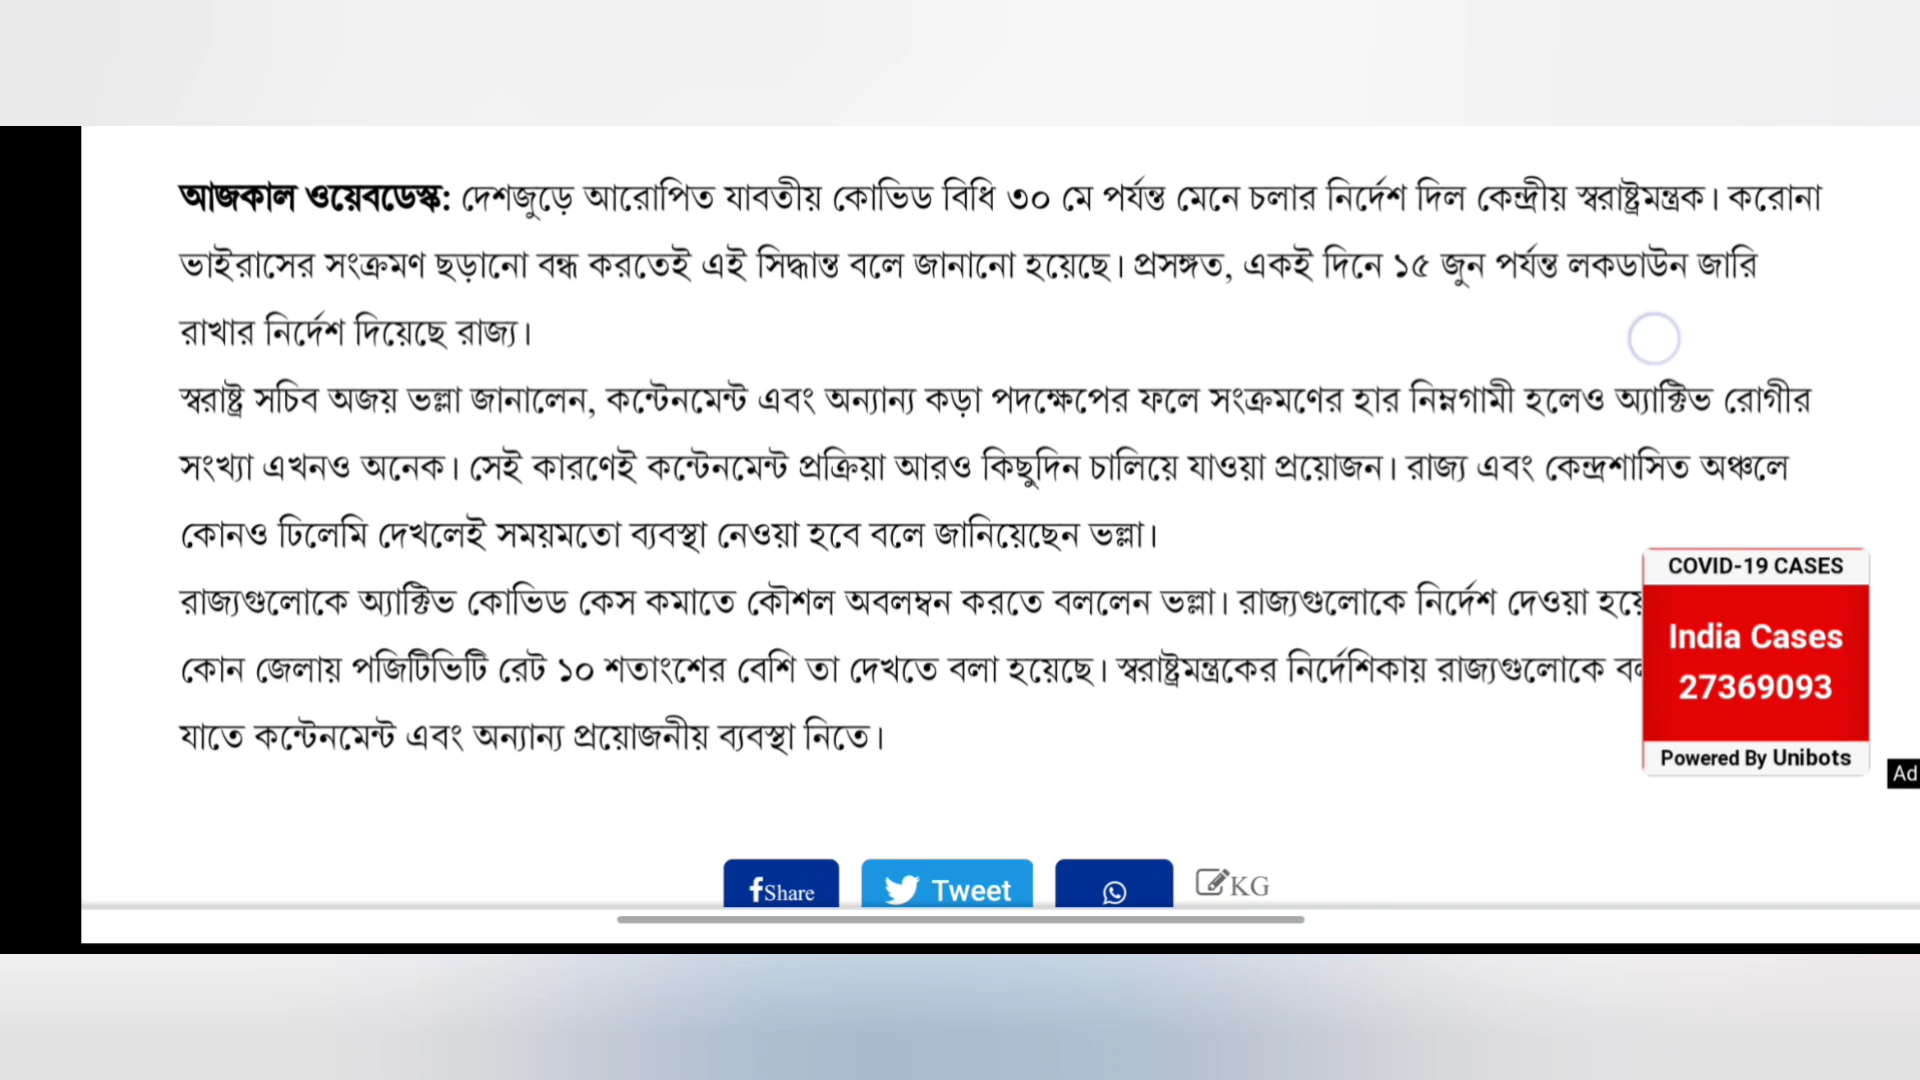 আজকাল ওয়েবডেস্ক: দেশজুড়ে আরোপিত যাবতীয় কোভিড বিধি ৩০ মে পর্যন্ত মেনে চলার নির্দেশ দিল কেন্দ্রীয় স্বরাষ্ট্রমন্ত্রক। করোনা
ভাইরাসের সংক্রমণ ছড়ানো বন্ধ করতেই এই সিদ্ধান্ত বলে জানানো হয়েছে। প্রসঙ্গত, একই দিনে ১৫ জুন পর্যন্ত লকডাউন জারি
রাখার নির্দেশ দিয়েছে রাজ্য।
স্বরাষ্ট্র সচিব অজয় ভল্লা জানালেন, কন্টেনমেন্ট এবং অন্যান্য কড়া পদক্ষেপের ফলে সংক্রমণের হার নিম্নগামী হলেও অ্যাক্টিভ রোগীর
সংখ্যা এখনও অনেক। সেই কারণেই কন্টেনমেন্ট প্রক্রিয়া আরও কিছুদিন চালিয়ে যাওয়া প্রয়োজন। রাজ্য এবং কেন্দ্রশাসিত অঞ্চলে
কোনও ঢিলেমি দেখলেই সময়মতো ব্যবস্থা নেওয়া হবে বলে জানিয়েছেন ভল্লা।
রাজ্যগুলোকে অ্যাক্টিভ কোভিড কেস কমাতে কৌশল অবলম্বন করতে বললেন ভল্লা। রাজ্যগুলোকে নির্দেশ দেওয়া
কোন জেলায় পজিটিভিটি রেট ১০ শতাংশের বেশি তা দেখতে বলা হয়েছে। স্বরাষ্ট্রমন্ত্রকের নির্দেশিকায় রাজ্যগুলোকে
যাতে কন্টেনমেন্ট এবং অন্যান্য প্রয়োজনীয় ব্যবস্থা নিতে।
COVID-19 CASES
India Cases
27369093
Powered By Unibots
Ad
Share
Tweet
KG